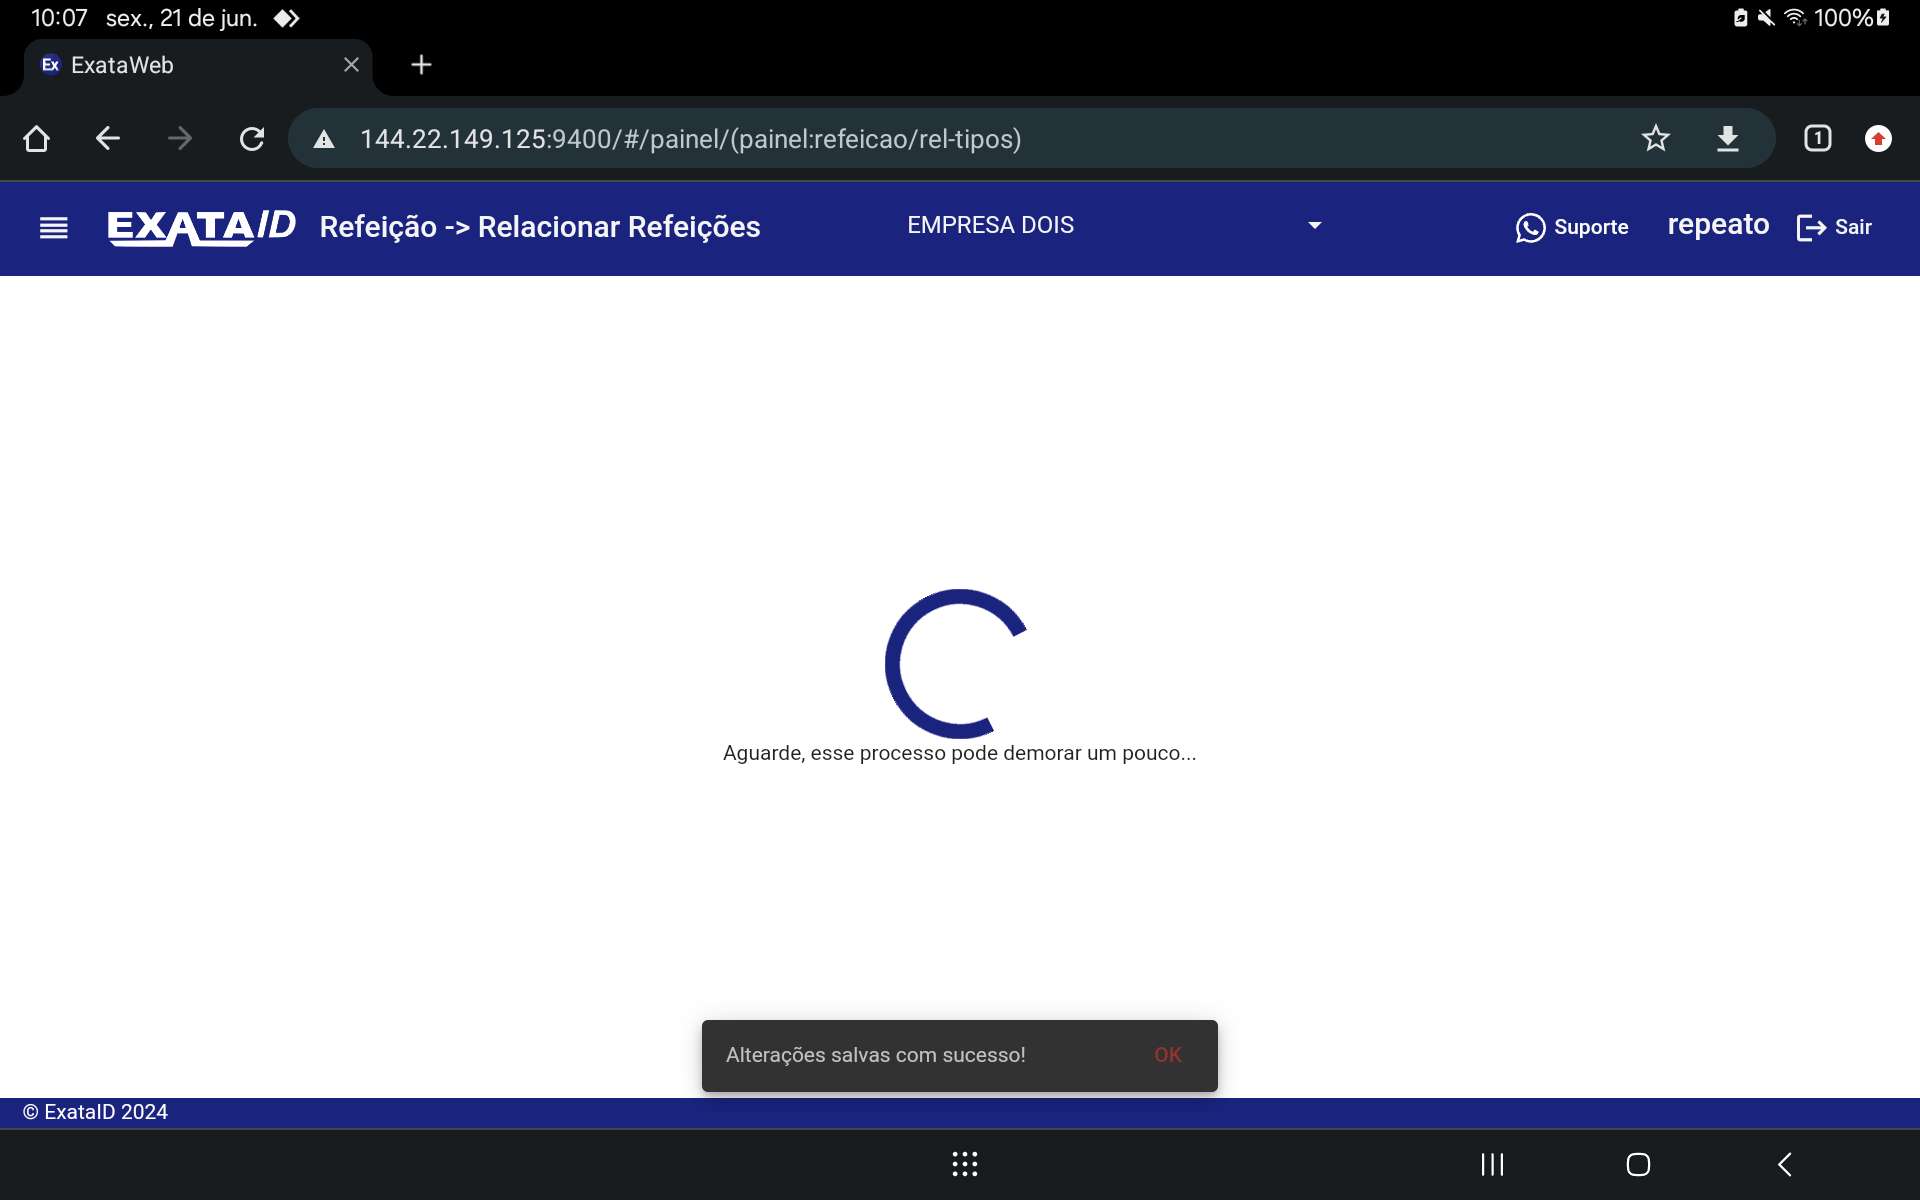 10:07 sex., 21 de jun. 100%
Ex ExataWeb
144.22.149.125:9400/#/painel/(painel:refeicao/rel-tipos) 1
EXATAID Refeição -> Relacionar Refeições EMPRESA DOIS Suporte repeato Sair
Aguarde, esse processo pode demorar um pouco...
Alterações salvas com sucesso! OK
© ExataID 2024